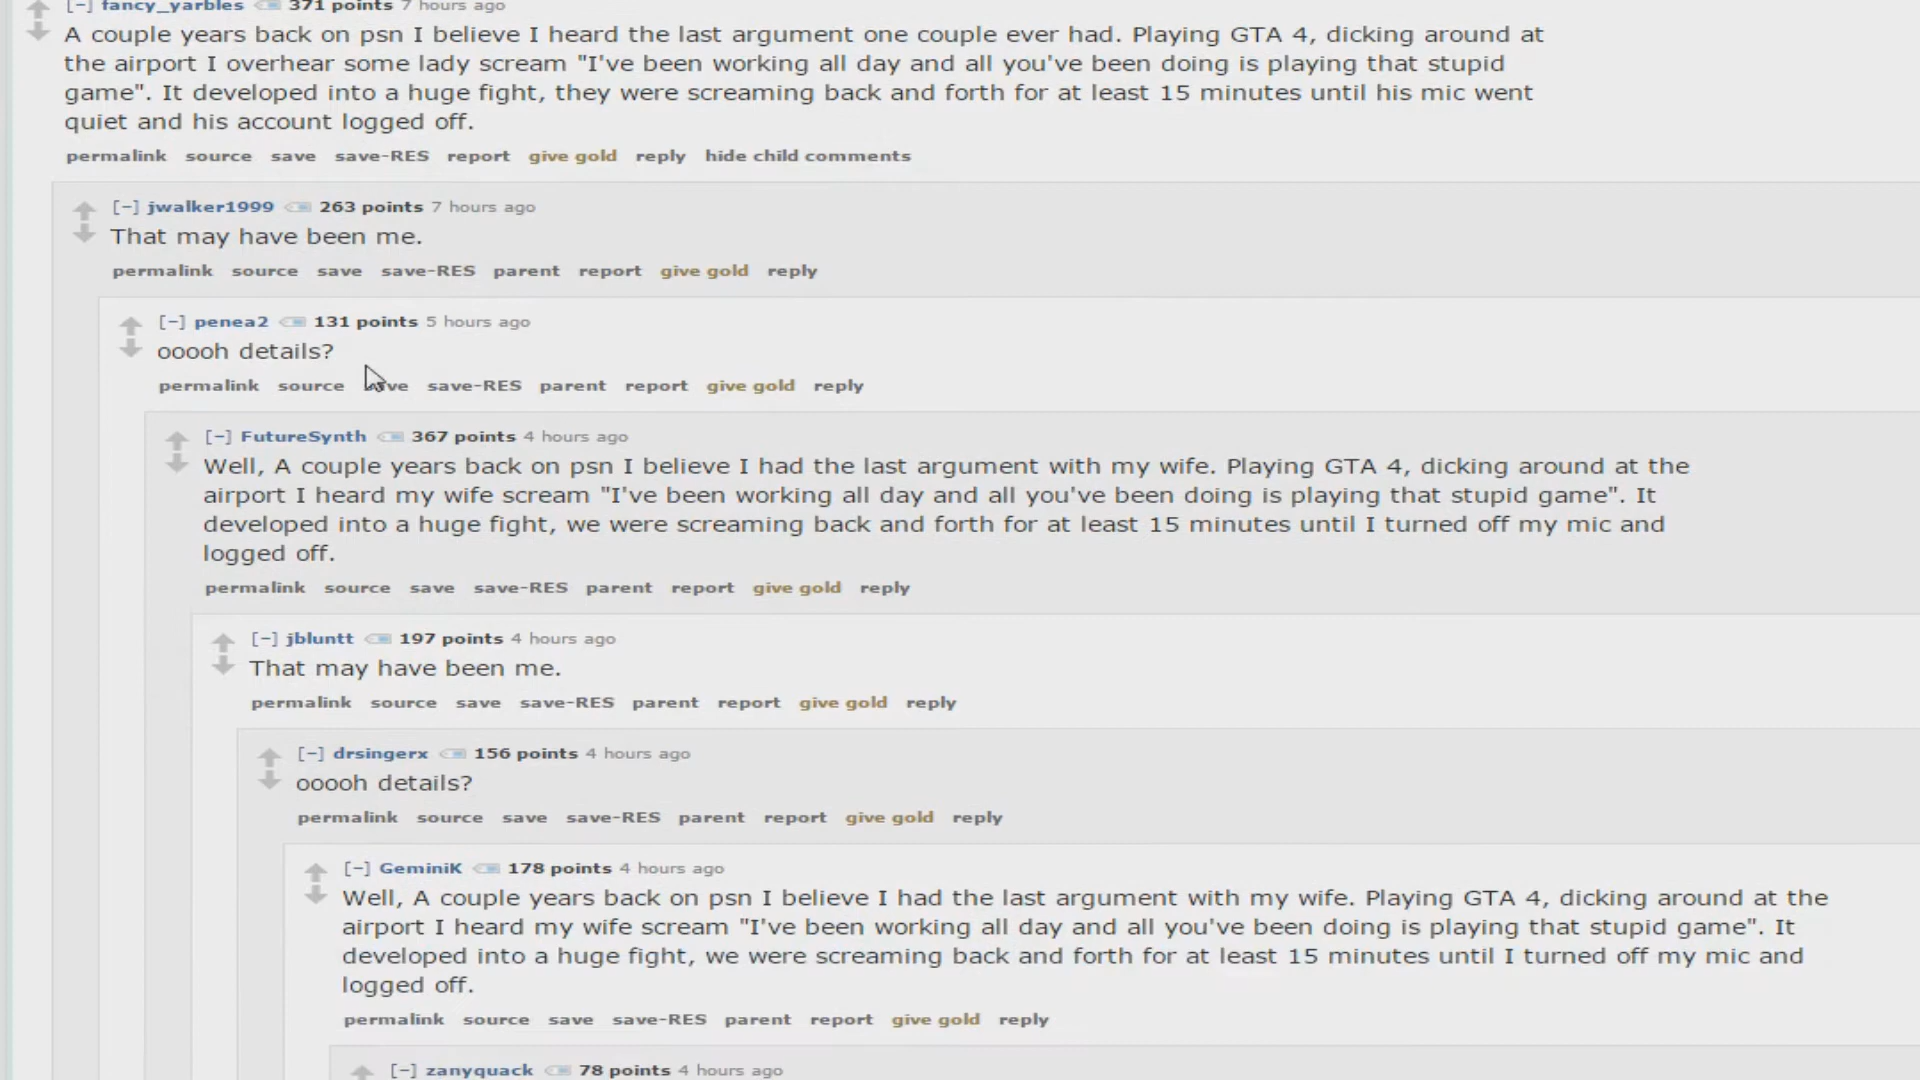 [-] fancy_yarbles 371 points 7 hours ago
A couple years back on psn I believe I heard the last argument one couple ever had. Playing GTA 4, dicking around at
the airport I overhear some lady scream "I've been working all day and all you've been doing is playing that stupid
game". It developed into a huge fight, they were screaming back and forth for at least 15 minutes until his mic went
quiet and his account logged off.
permalink source save save-RES report give gold reply hide child comments
[-] jwalker1999 263 points 7 hours ago
That may have been me.
permalink source save save-RES parent report give gold reply
[-] penea2 131 points 5 hours ago
ooooh details?
permalink source save save-RES parent report give gold reply
[-] FutureSynth 367 points 4 hours ago
Well, A couple years back on psn I believe I had the last argument with my wife. Playing GTA 4, dicking around at the
airport I heard my wife scream "I've been working all day and all you've been doing is playing that stupid game". It
developed into a huge fight, we were screaming back and forth for at least 15 minutes until I turned off my mic and
logged off.
permalink source save save-RES parent report give gold reply
[-] jbluntt 197 points 4 hours ago
That may have been me.
permalink source save save-RES parent report give gold reply
[-] drsingerx 156 points 4 hours ago
ooooh details?
permalink source save save-RES parent report give gold reply
[-] GeminiK 178 points 4 hours ago
Well, A couple years back on psn I believe I had the last argument with my wife. Playing GTA 4, dicking around at the
airport I heard my wife scream "I've been working all day and all you've been doing is playing that stupid game". It
developed into a huge fight, we were screaming back and forth for at least 15 minutes until I turned off my mic and
logged off.
permalink source save save-RES parent report give gold reply
[-] zanyquack 78 points 4 hours ago